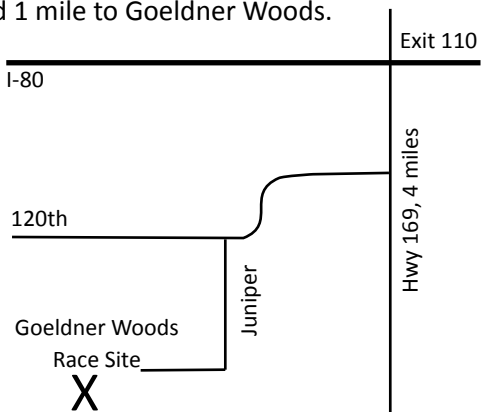 1 mile to Goeldner Woods.
Exit 110
I-80
Hwy 169, 4 miles
120th
Juniper
Goeldner Woods
Race Site
X